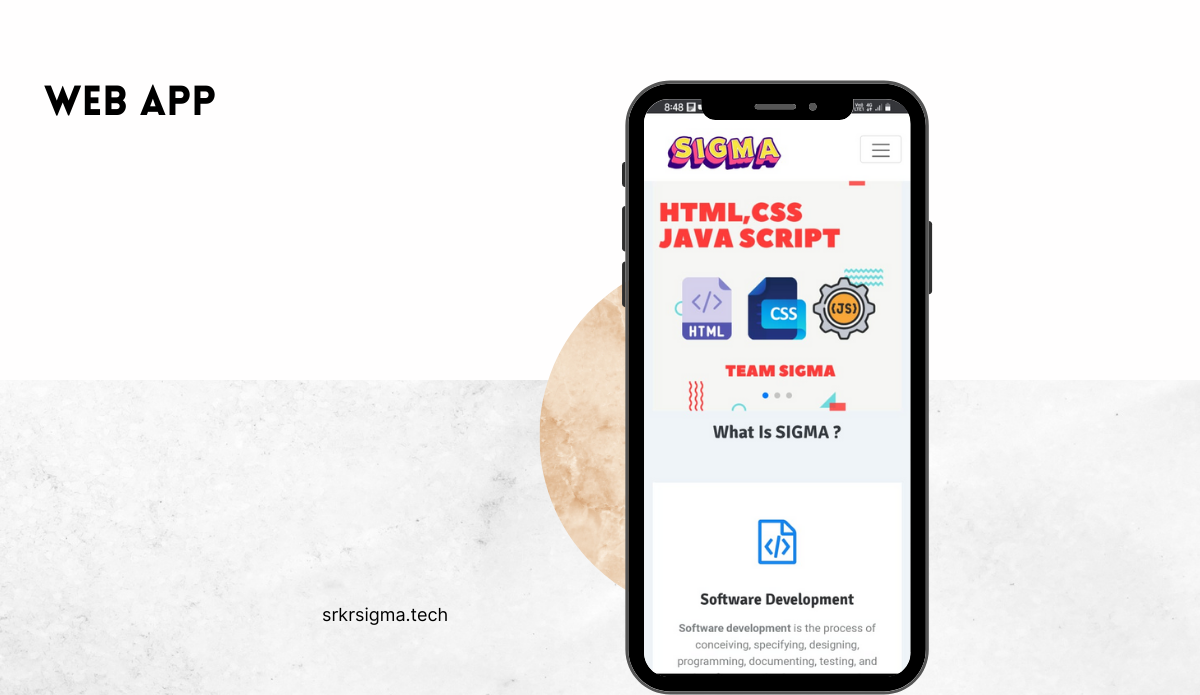 WEB APP
8:48
SIGMA
HTML,CSS
JAVA SCRIPT
</>
HTML
CSS
{JS}
TEAM SIGMA
What Is SIGMA ?
</>
Software Development
Software development is the process of
conceiving, specifying, designing,
programming, documenting, testing, and
srkrsigma.tech